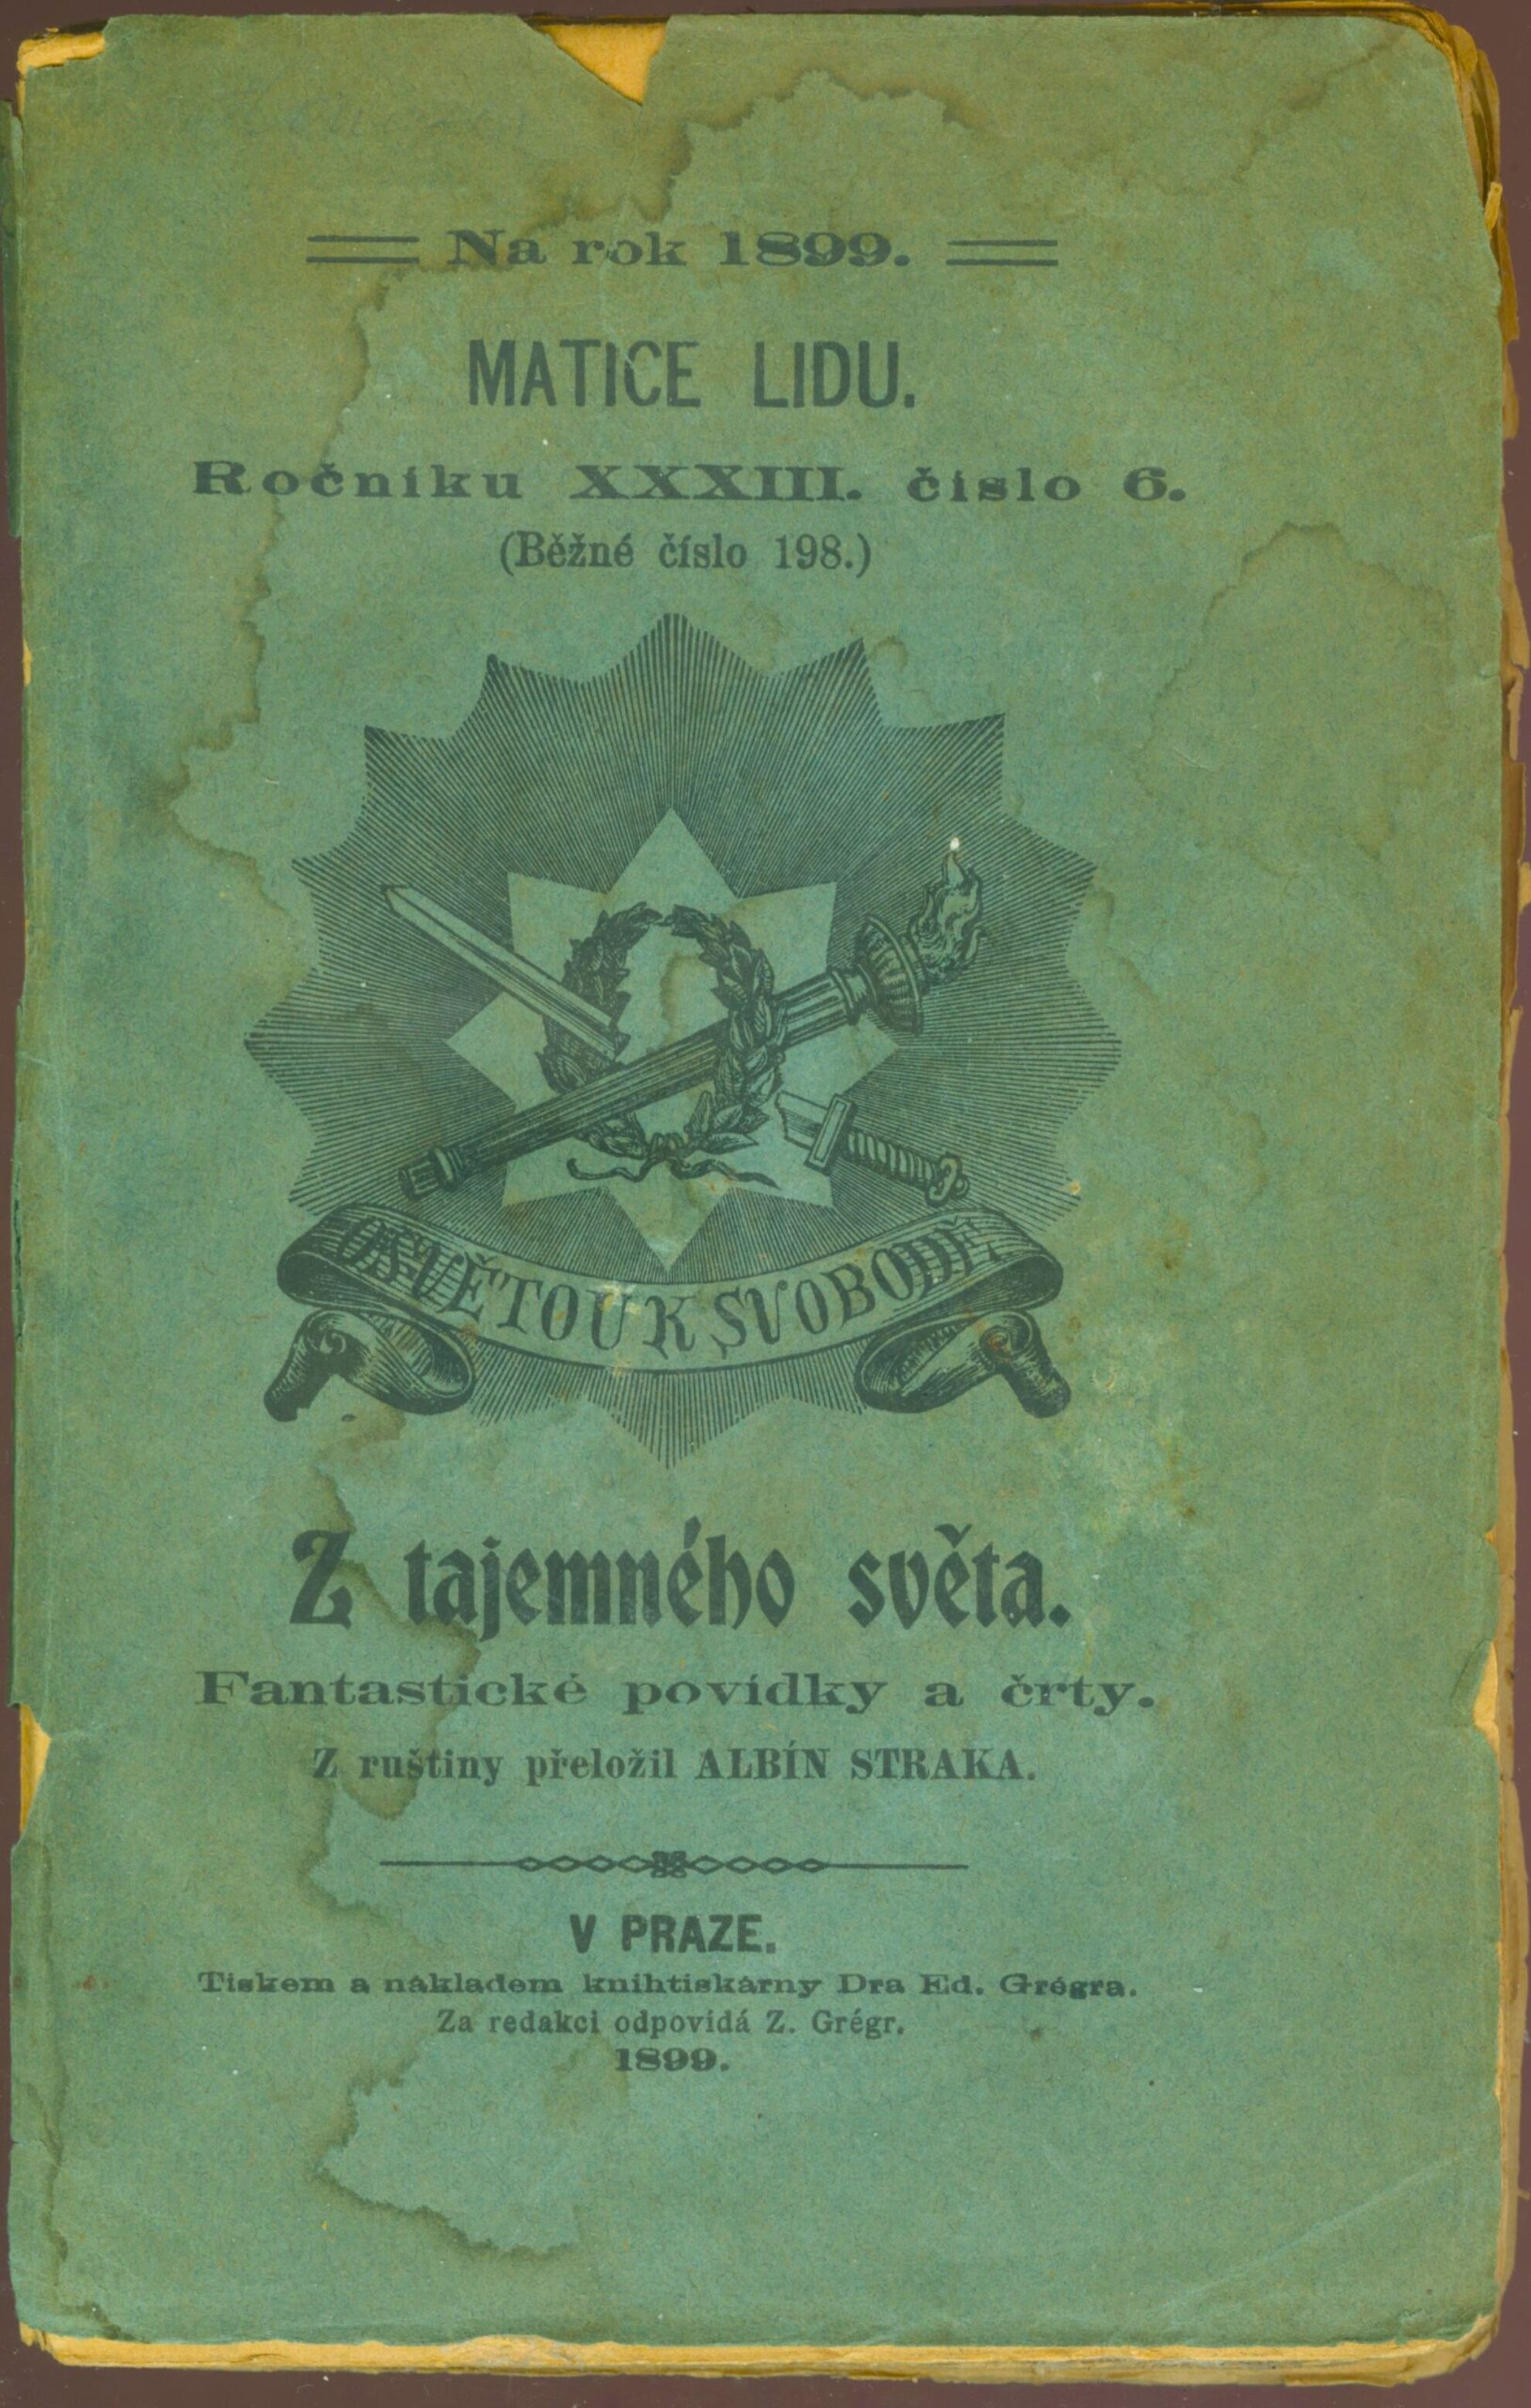 Na rok 1899.
MATICE LIDU.
Ročníku XXXIII. číslo 6.
(Běžné číslo 198.)
OSVĚTOU K SVOBODĚ.
Z tajemného světa.
Fantastické povídky a črty.
Z ruštiny přeložil ALBÍN STRAKA.
V PRAZE.
Tiskem a nákladem knihtiskárny Dra Ed. Grégra.
Za redakci odpovídá Z. Grégr.
1899.